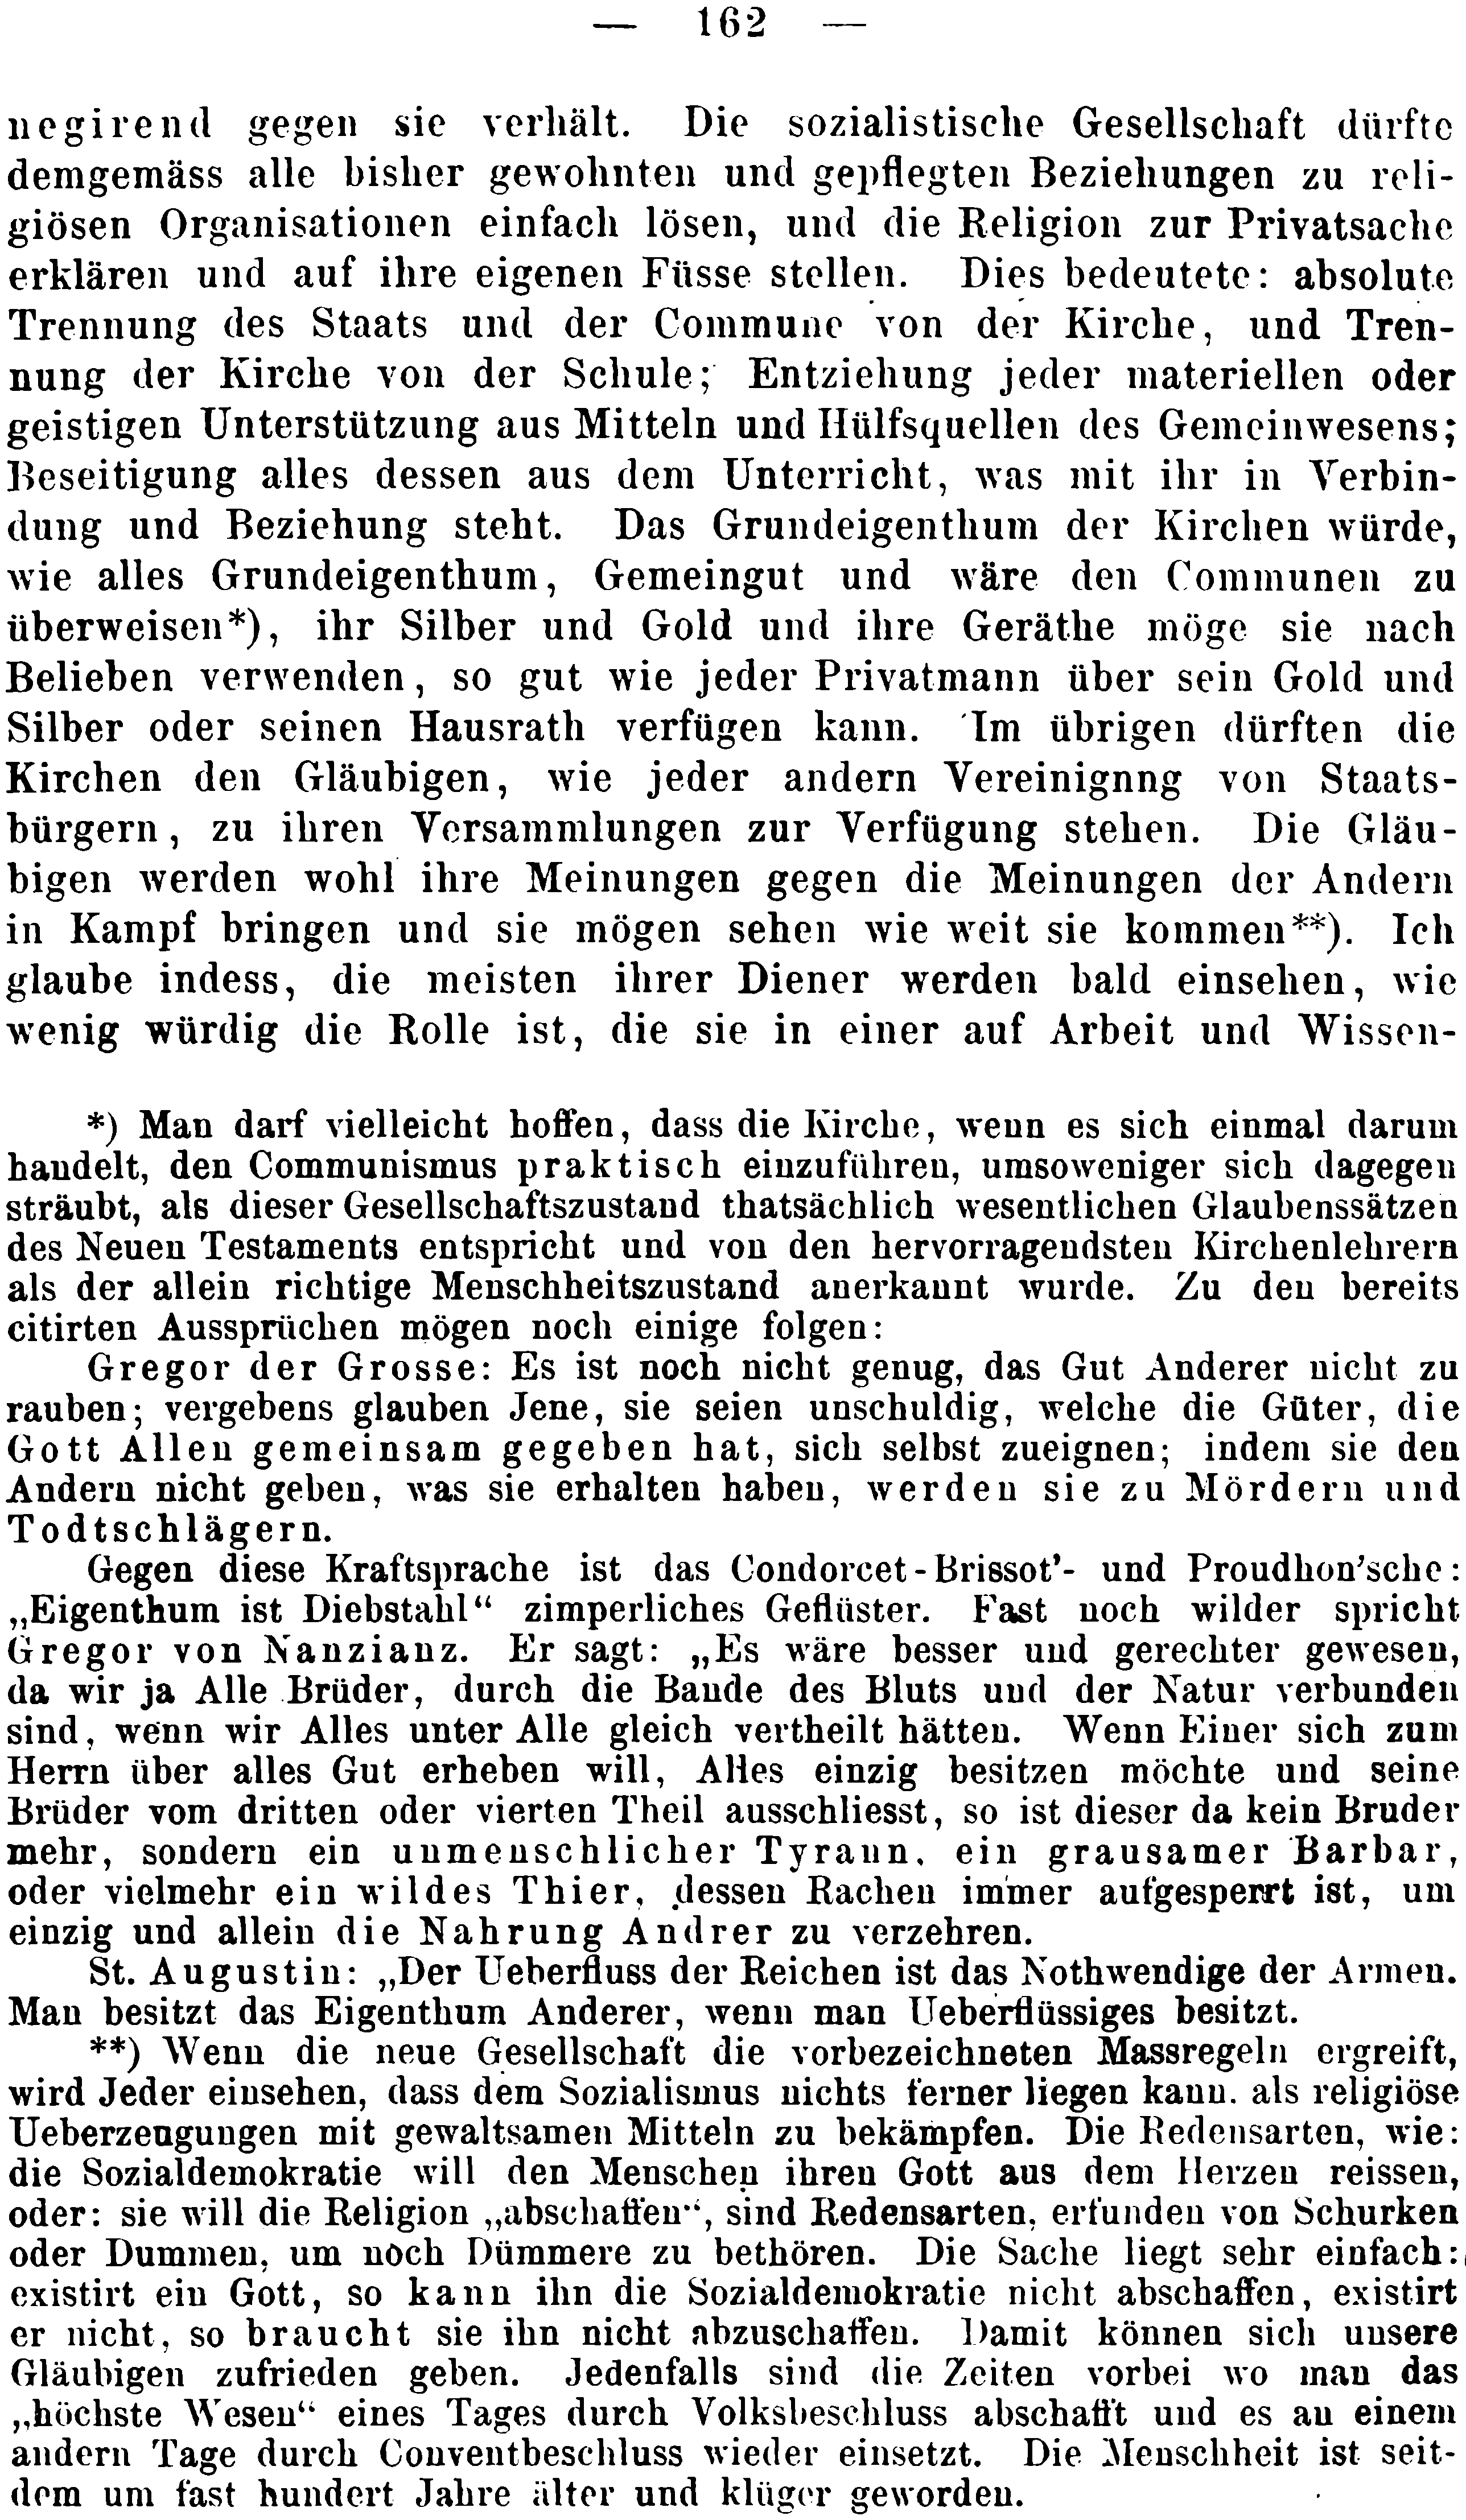 — 162 —
negirend gegen sie verhält. Die sozialistische Gesellschaft dürfte
demgemäss alle bisher gewohnten und gepflegten Beziehungen zu reli-
giösen Organisationen einfach lösen, und die Religion zur Privatsache
erklären und auf ihre eigenen Füsse stellen. Dies bedeutete: absolute
Trennung des Staats und der Commune von der Kirche, und Tren-
nung der Kirche von der Schule; Entziehung jeder materiellen oder
geistigen Unterstützung aus Mitteln und Hülfsquellen des Gemeinwesens;
Beseitigung alles dessen aus dem Unterricht, was mit ihr in Verbin-
dung und Beziehung steht. Das Grundeigenthum der Kirchen würde,
wie alles Grundeigenthum, Gemeingut und wäre den Communen zu
überweisen*), ihr Silber und Gold und ihre Geräthe möge sie nach
Belieben verwenden, so gut wie jeder Privatmann über sein Gold und
Silber oder seinen Hausrath verfügen kann. Im übrigen dürften die
Kirchen den Gläubigen, wie jeder andern Vereinignng von Staats-
bürgern, zu ihren Versammlungen zur Verfügung stehen. Die Gläu-
bigen werden wohl ihre Meinungen gegen die Meinungen der Andern
in Kampf bringen und sie mögen sehen wie weit sie kommen**). Ich
glaube indess, die meisten ihrer Diener werden bald einsehen, wie
wenig würdig die Rolle ist, die sie in einer auf Arbeit und Wissen-
*) Man darf vielleicht hoffen, dass die Kirche, wenn es sich einmal darum
handelt, den Communismus praktisch einzuführen, umsoweniger sich dagegen
sträubt, als dieser Gesellschaftszustand thatsächlich wesentlichen Glaubenssätzen
des Neuen Testaments entspricht und von den hervorragendsten Kirchenlehrern
als der allein richtige Menschheitszustand anerkannt wurde. Zu den bereits
citirten Aussprüchen mögen noch einige folgen:
Gregor der Grosse: Es ist noch nicht genug, das Gut Anderer nicht zu
rauben; vergebens glauben Jene, sie seien unschuldig, welche die Güter, die
Gott Allen gemeinsam gegeben hat, sich selbst zueignen; indem sie den
Andern nicht geben, was sie erhalten haben, werden sie zu Mördern und
Todtschlägern.
Gegen diese Kraftsprache ist das Condorcet-Brissot'- und Proudhon'sche:
„Eigenthum ist Diebstahl“ zimperliches Geflüster. Fast noch wilder spricht
Gregor von Nanzianz. Er sagt: „Es wäre besser und gerechter gewesen,
da wir ja Alle Brüder, durch die Bande des Bluts und der Natur verbunden
sind, wenn wir Alles unter Alle gleich vertheilt hätten. Wenn Einer sich zum
Herrn über alles Gut erheben will, Alles einzig besitzen möchte und seine
Brüder vom dritten oder vierten Theil ausschliesst, so ist dieser da kein Bruder
mehr, sondern ein unmenschlicher Tyrann, ein grausamer Barbar,
oder vielmehr ein wildes Thier, dessen Rachen immer aufgesperrt ist, um
einzig und allein die Nahrung Andrer zu verzehren.
St. Augustin: „Der Ueberfluss der Reichen ist das Nothwendige der Armen.
Man besitzt das Eigenthum Anderer, wenn man Ueberflüssiges besitzt.
**) Wenn die neue Gesellschaft die vorbezeichneten Massregeln ergreift,
wird Jeder einsehen, dass dem Sozialismus nichts ferner liegen kann. als religiöse
Ueberzeugungen mit gewaltsamen Mitteln zu bekämpfen. Die Redensarten, wie:
die Sozialdemokratie will den Menschen ihren Gott aus dem Herzen reissen,
oder: sie will die Religion „abschaffen“, sind Redensarten, erfunden von Schurken
oder Dummen, um noch Dümmere zu bethören. Die Sache liegt sehr einfach:
existirt ein Gott, so kann ihn die Sozialdemokratie nicht abschaffen, existirt
er nicht, so braucht sie ihn nicht abzuschaffen. Damit können sich unsere
Gläubigen zufrieden geben. Jedenfalls sind die Zeiten vorbei wo man das
„höchste Wesen“ eines Tages durch Volksbeschluss abschafft und es an einem
andern Tage durch Conventbeschluss wieder einsetzt. Die Menschheit ist seit-
dem um fast hundert Jahre älter und klüger geworden.